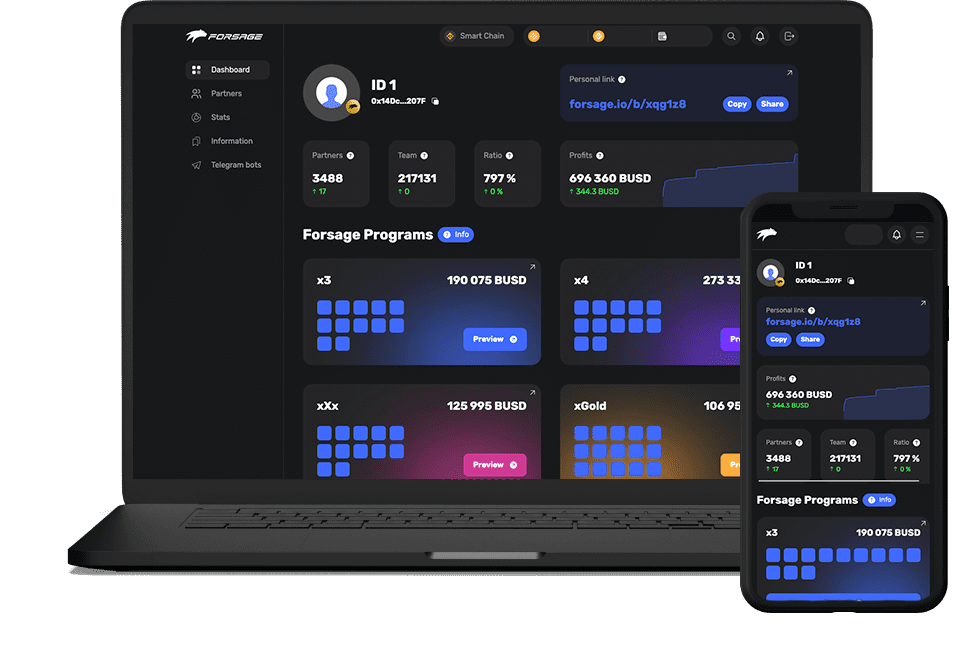 FORSAGE
Smart Chain
Dashboard
Partners
Stats
Information
Telegram bots
ID 1
0x14Dc...207F
Personal link ?
forsage.io/b/xqg1z8
Copy
Share
Partners ?
3488
↑ 17
Team ?
217131
↑ 0
Ratio ?
797 %
↑ 0 %
Profits ?
696 360 BUSD
↑ 344.3 BUSD
Forsage Programs
? Info
x3
190 075 BUSD
Preview
x4
273 33
Pr
xXx
125 995 BUSD
Preview
xGold
106 95
Pr
ID 1
0x14Dc...207F
Personal link ?
forsage.io/b/xqg1z8
Copy
Share
Profits ?
696 360 BUSD
↑ 344.3 BUSD
Partners ?
3488
↑ 17
Team ?
217131
↑ 0
Ratio ?
797 %
↑ 0 %
Forsage Programs
? Info
x3
190 075 BUSD